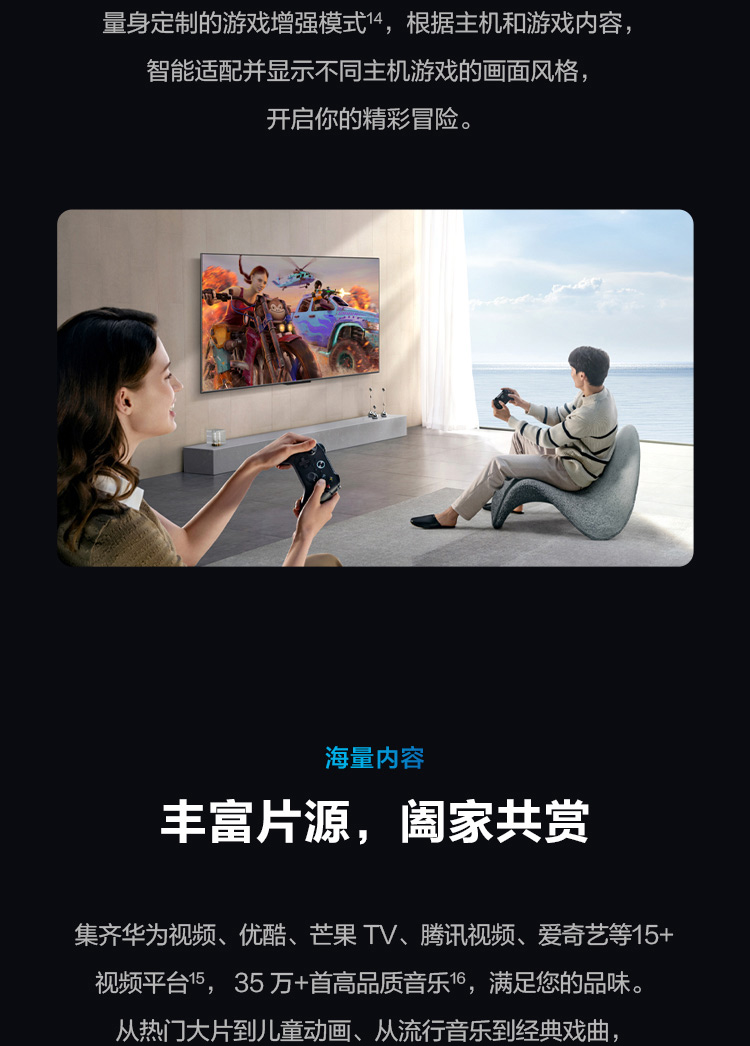 量身定制的游戏增强模式14，根据主机和游戏内容，
智能适配并显示不同主机游戏的画面风格，
开启你的精彩冒险。
海量内容
丰富片源，阖家共赏
集齐华为视频、优酷、芒果 TV、腾讯视频、爱奇艺等15+
视频平台15， 35 万+首高品质音乐16，满足您的品味。
从热门大片到儿童动画、从流行音乐到经典戏曲，